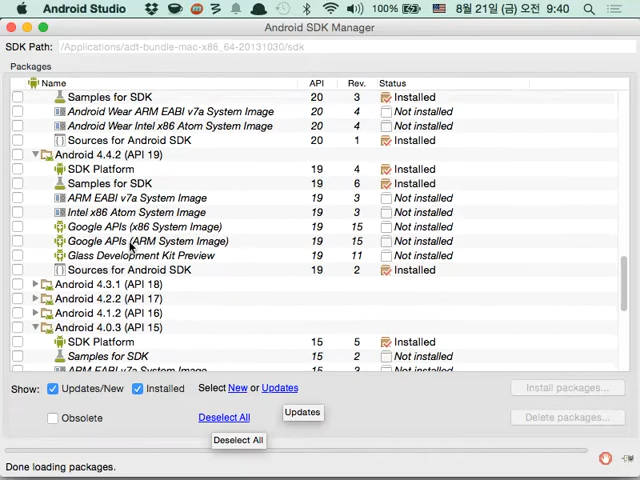 Android Studio 100% 8월 21일 (금) 오전 9:40
Android SDK Manager
SDK Path: /Applications/adt-bundle-mac-x86_64-20131030/sdk
Packages
Name API Rev. Status
Samples for SDK 20 3 Installed
Android Wear ARM EABI v7a System Image 20 4 Not installed
Android Wear Intel x86 Atom System Image 20 4 Not installed
Sources for Android SDK 20 1 Installed
Android 4.4.2 (API 19)
SDK Platform 19 4 Installed
Samples for SDK 19 6 Installed
ARM EABI v7a System Image 19 3 Not installed
Intel x86 Atom System Image 19 3 Not installed
Google APIs (x86 System Image) 19 15 Not installed
Google APIs (ARM System Image) 19 15 Not installed
Glass Development Kit Preview 19 11 Not installed
Sources for Android SDK 19 2 Installed
Android 4.3.1 (API 18)
Android 4.2.2 (API 17)
Android 4.1.2 (API 16)
Android 4.0.3 (API 15)
SDK Platform 15 5 Installed
Samples for SDK 15 2 Not installed
ARM EABI v7a System Image 15 Not installed
Show: Updates/New Installed Select New or Updates Install packages...
Obsolete Deselect All Updates Delete packages...
Deselect All
Done loading packages.